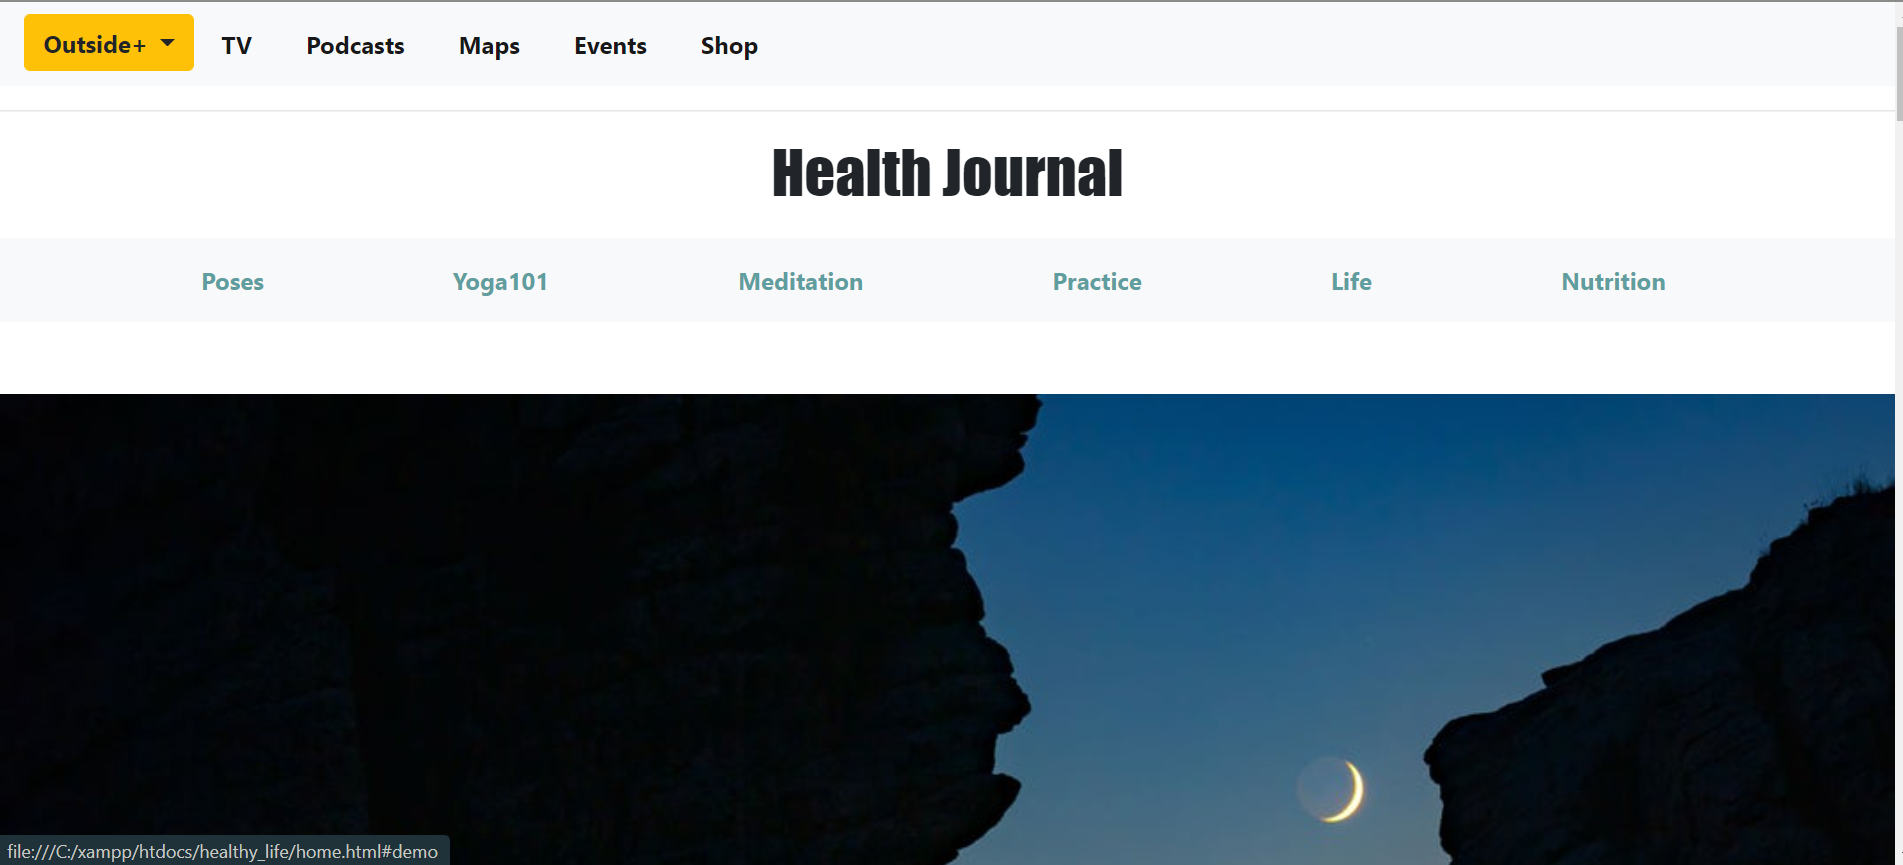 Outside+ TV Podcasts Maps Events Shop
Health Journal
Poses Yoga101 Meditation Practice Life Nutrition
file:///C:/xampp/htdocs/healthy_life/home.html#demo